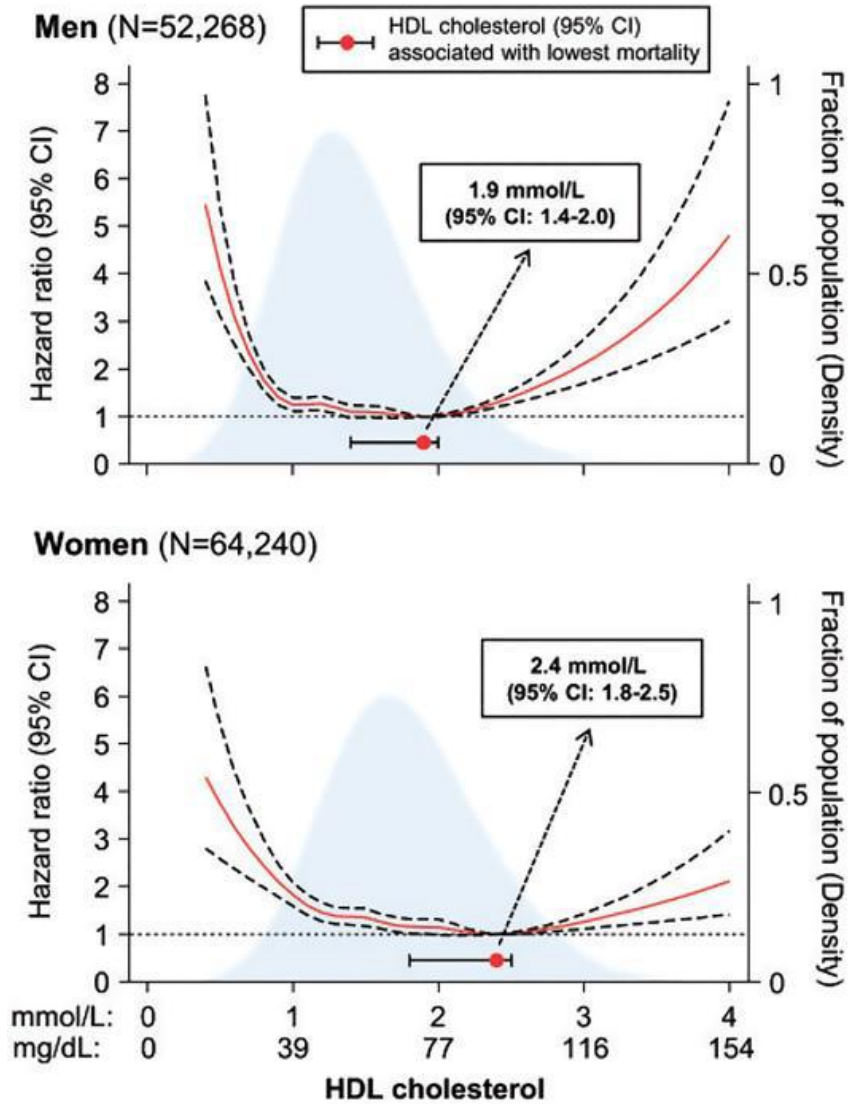 Men (N=52,268)
HDL cholesterol (95% CI)
associated with lowest mortality
8
7
6
5
4
3
2
1
0
Hazard ratio (95% CI)
1.9 mmol/L
(95% CI: 1.4-2.0)
1
0.5
0
Fraction of population (Density)
Women (N=64,240)
8
7
6
5
4
3
2
1
0
Hazard ratio (95% CI)
2.4 mmol/L
(95% CI: 1.8-2.5)
1
0.5
0
Fraction of population (Density)
mmol/L: 0 1 2 3 4
mg/dL: 0 39 77 116 154
HDL cholesterol